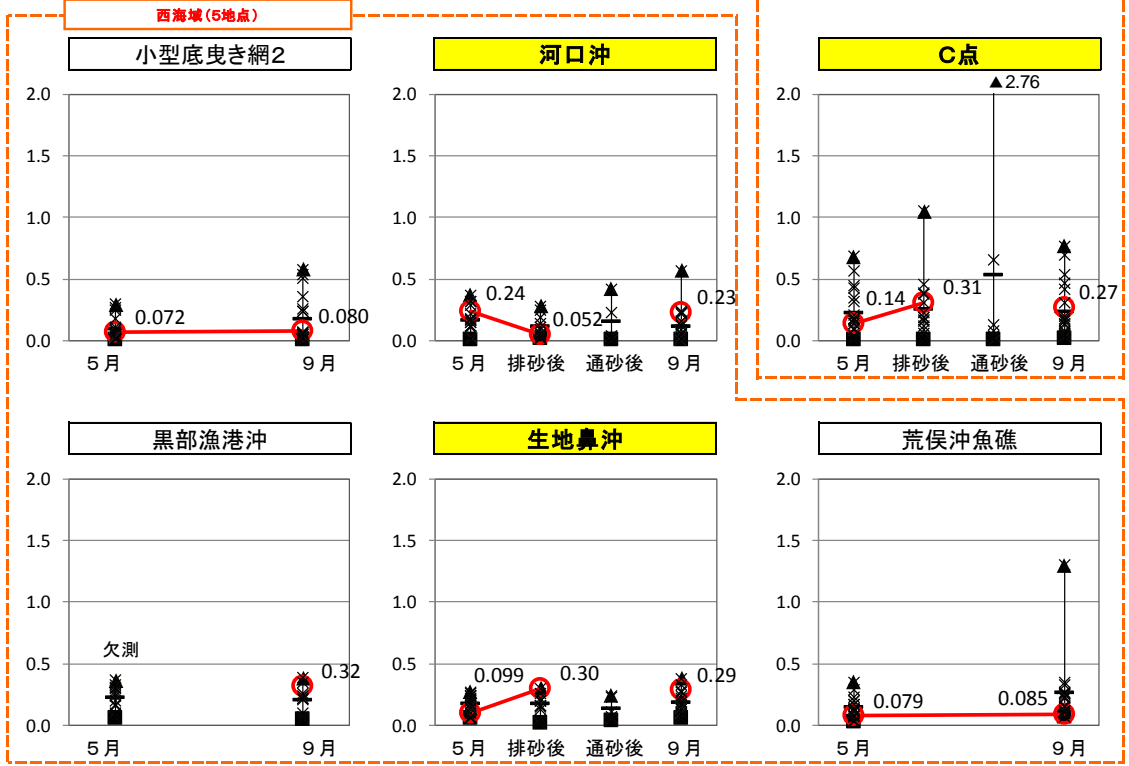 西海域(5地点)
小型底曳き網2
2.0
1.5
1.0
0.5
0.0
0.072
0.080
5月
9月
河口沖
2.0
1.5
1.0
0.5
0.0
0.24
0.052
0.23
5月
排砂後
通砂後
9月
C点
2.0
1.5
1.0
0.5
0.0
▲2.76
0.14
0.31
0.27
5月
排砂後
通砂後
9月
黒部漁港沖
2.0
1.5
1.0
0.5
0.0
欠測
0.32
5月
9月
生地鼻沖
2.0
1.5
1.0
0.5
0.0
0.099
0.30
0.29
5月
排砂後
通砂後
9月
荒俣沖魚礁
2.0
1.5
1.0
0.5
0.0
0.079
0.085
5月
9月